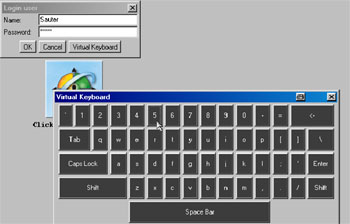 Login user
Name: Sauter
Password: *****
OK Cancel Virtual Keyboard
Click
Virtual Keyboard
` 1 2 3 4 5 6 7 8 9 0 - = <-
Tab q w e r t y u i o p [ ] \
Caps Lock a s d f g h j k l ; ' Enter
Shift z x c v b n m , . / Shift
Space Bar